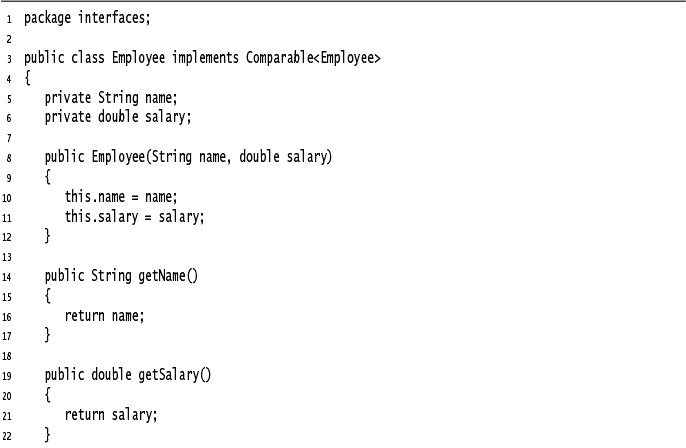 1 package interfaces;
2
3 public class Employee implements Comparable<Employee>
4 {
5 private String name;
6 private double salary;
7
8 public Employee(String name, double salary)
9 {
10 this.name = name;
11 this.salary = salary;
12 }
13
14 public String getName()
15 {
16 return name;
17 }
18
19 public double getSalary()
20 {
21 return salary;
22 }